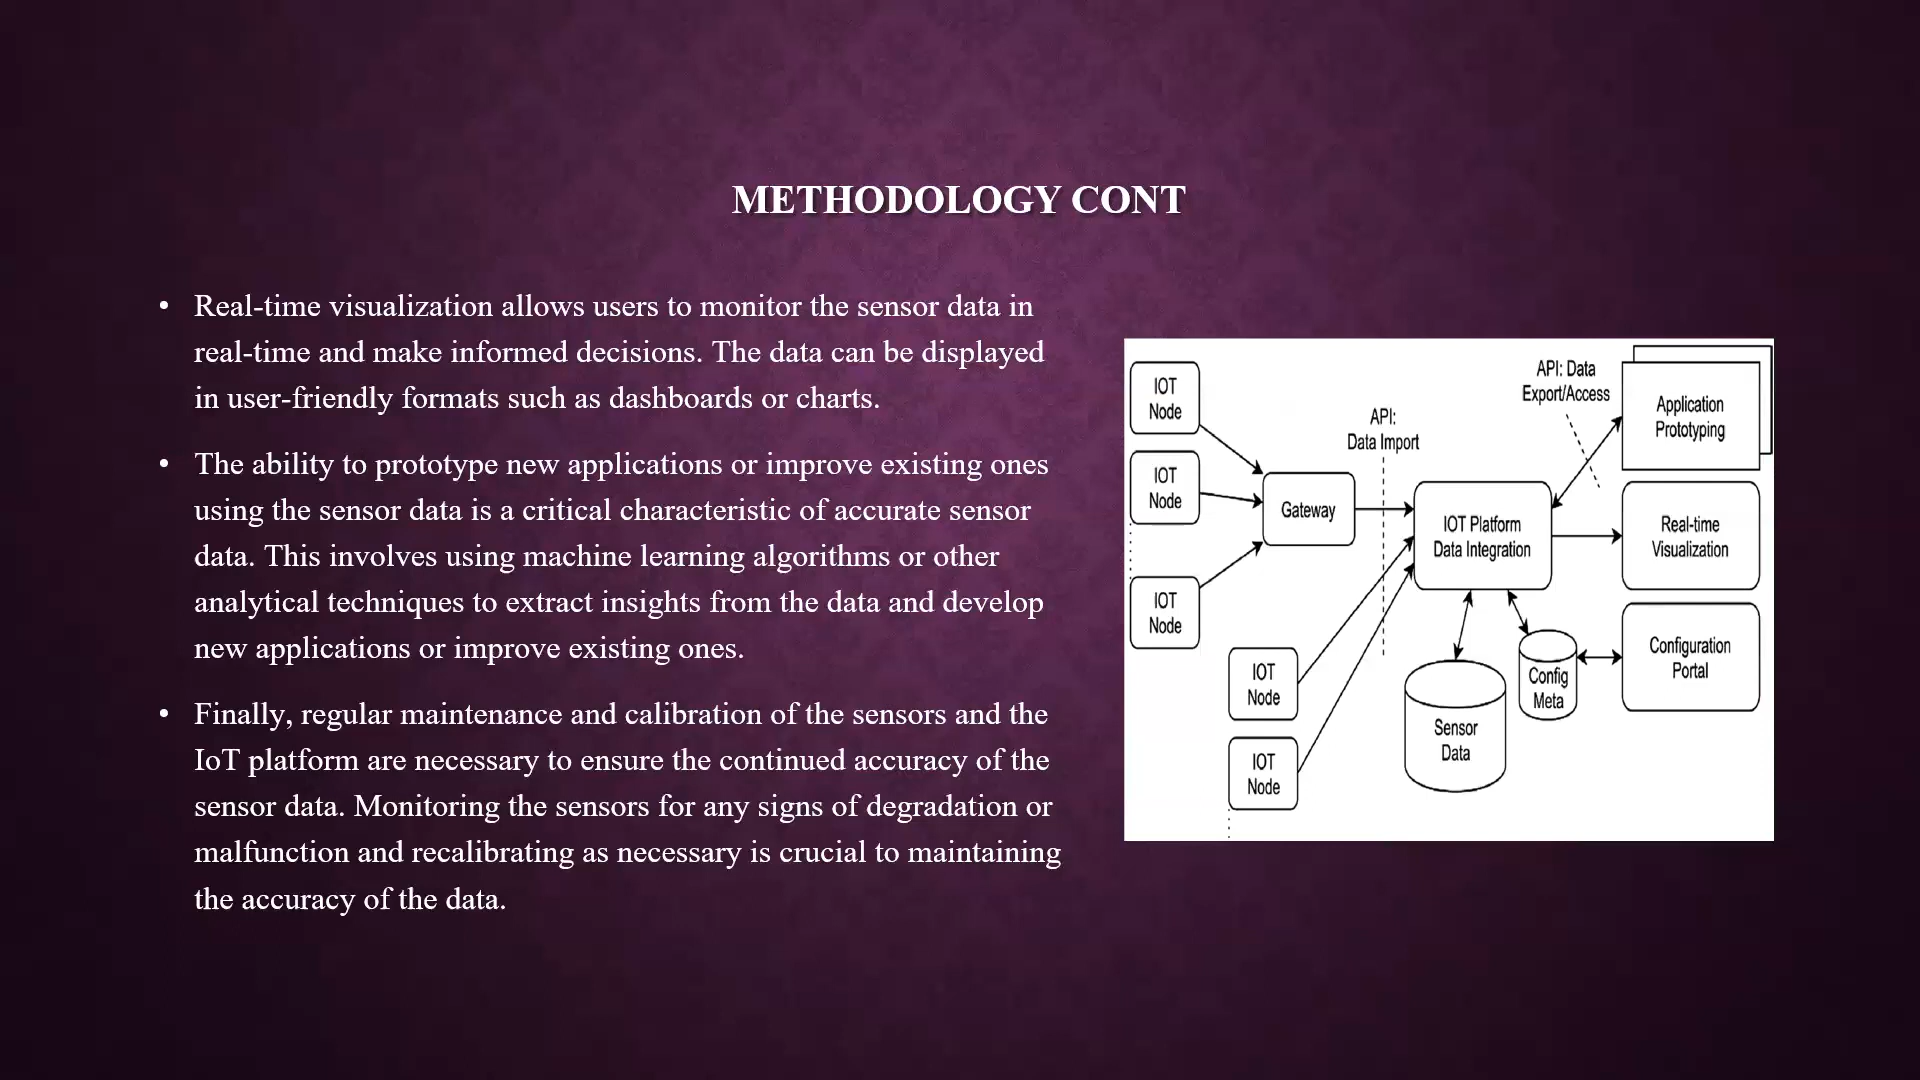 METHODOLOGY CONT
• Real-time visualization allows users to monitor the sensor data in
real-time and make informed decisions. The data can be displayed
in user-friendly formats such as dashboards or charts.
• The ability to prototype new applications or improve existing ones
using the sensor data is a critical characteristic of accurate sensor
data. This involves using machine learning algorithms or other
analytical techniques to extract insights from the data and develop
new applications or improve existing ones.
• Finally, regular maintenance and calibration of the sensors and the
IoT platform are necessary to ensure the continued accuracy of the
sensor data. Monitoring the sensors for any signs of degradation or
malfunction and recalibrating as necessary is crucial to maintaining
the accuracy of the data.
IOT
Node
IOT
Node
IOT
Node
IOT
Node
IOT
Node
Gateway
API:
Data Import
IOT Platform
Data Integration
API: Data
Export/Access
Application
Prototyping
Real-time
Visualization
Configuration
Portal
Config
Meta
Sensor
Data